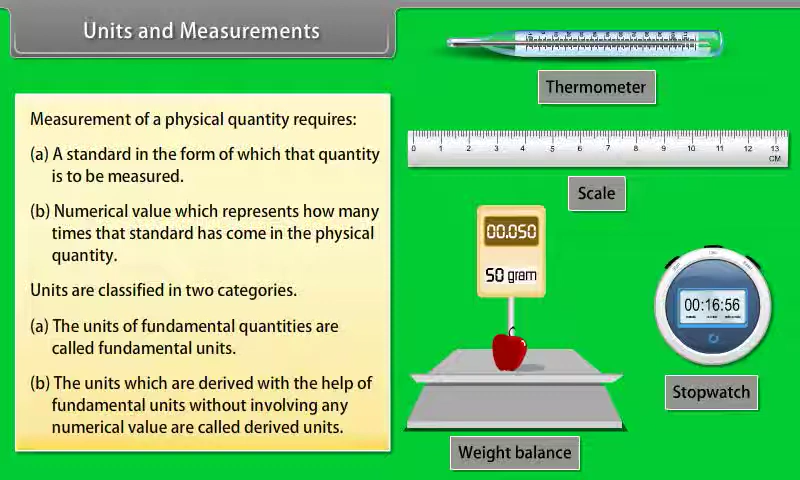 Units and Measurements
Thermometer
Measurement of a physical quantity requires:
(a) A standard in the form of which that quantity
is to be measured.
(b) Numerical value which represents how many
times that standard has come in the physical
quantity.
Units are classified in two categories.
(a) The units of fundamental quantities are
called fundamental units.
(b) The units which are derived with the help of
fundamental units without involving any
numerical value are called derived units.
0 1 2 3 4 5 6 7 8 9 10 11 12 13
CM
Scale
00.050
50 gram
00:16:56
Stopwatch
Weight balance